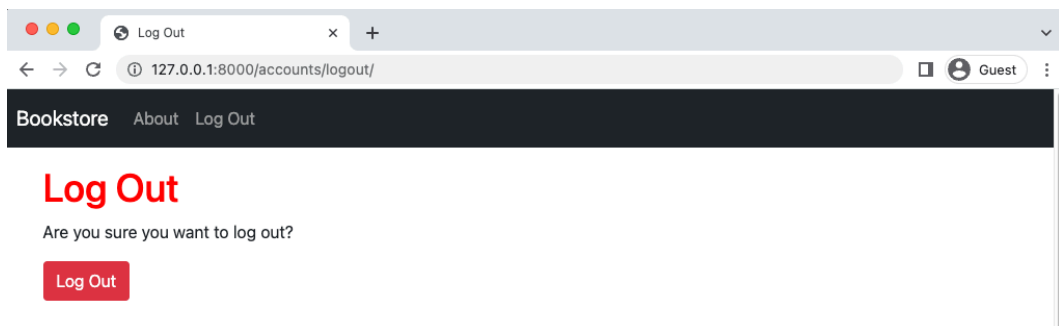 Log Out
127.0.0.1:8000/accounts/logout/
Guest
Bookstore About Log Out
Log Out
Are you sure you want to log out?
Log Out